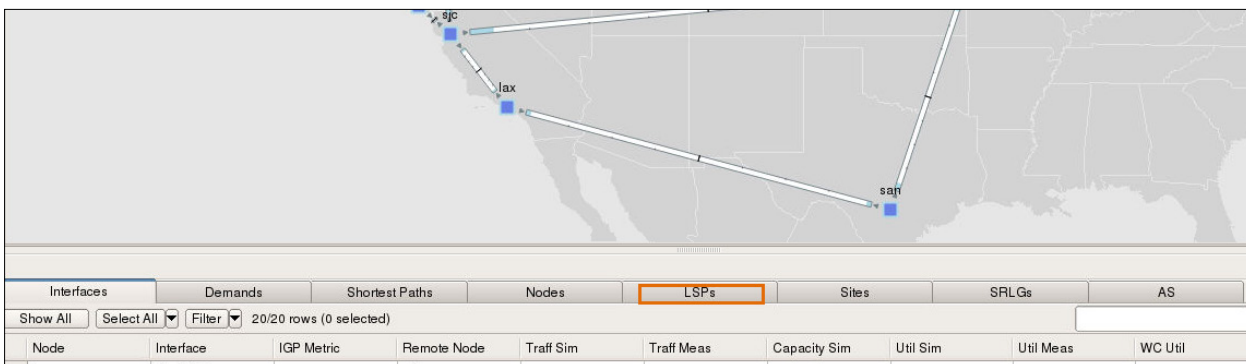 sjc
lax
san
Interfaces Demands Shortest Paths Nodes LSPs Sites SRLGs AS
Show All Select All Filter 20/20 rows (0 selected)
Node Interface IGP Metric Remote Node Traff Sim Traff Meas Capacity Sim Util Sim Util Meas WC Util